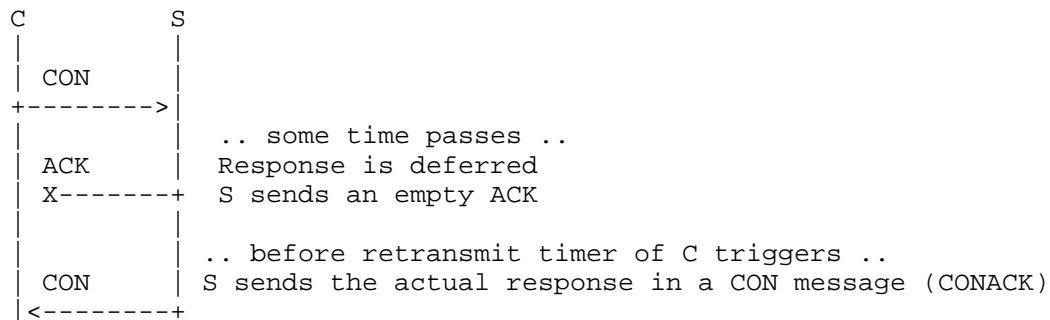 C         S
|         |
| CON     |
+-------->|
|         |  .. some time passes ..
| ACK     |  Response is deferred
| X-------+  S sends an empty ACK
|         |
|         | .. before retransmit timer of C triggers ..
| CON     | S sends the actual response in a CON message (CONACK)
|<--------+